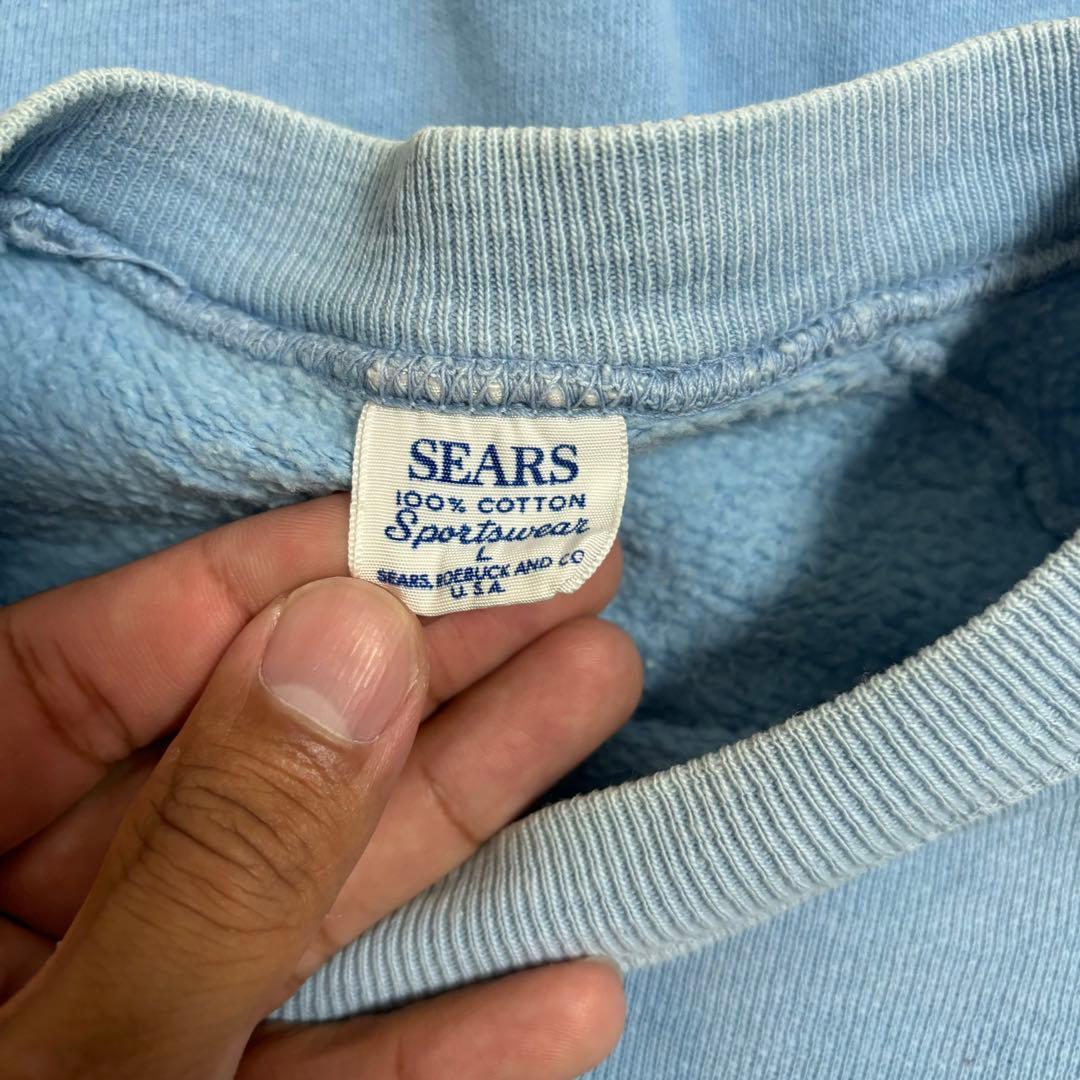 SEARS
100% COTTON
Sportswear
L
SEARS, ROEBUCK AND CO
U.S.A.